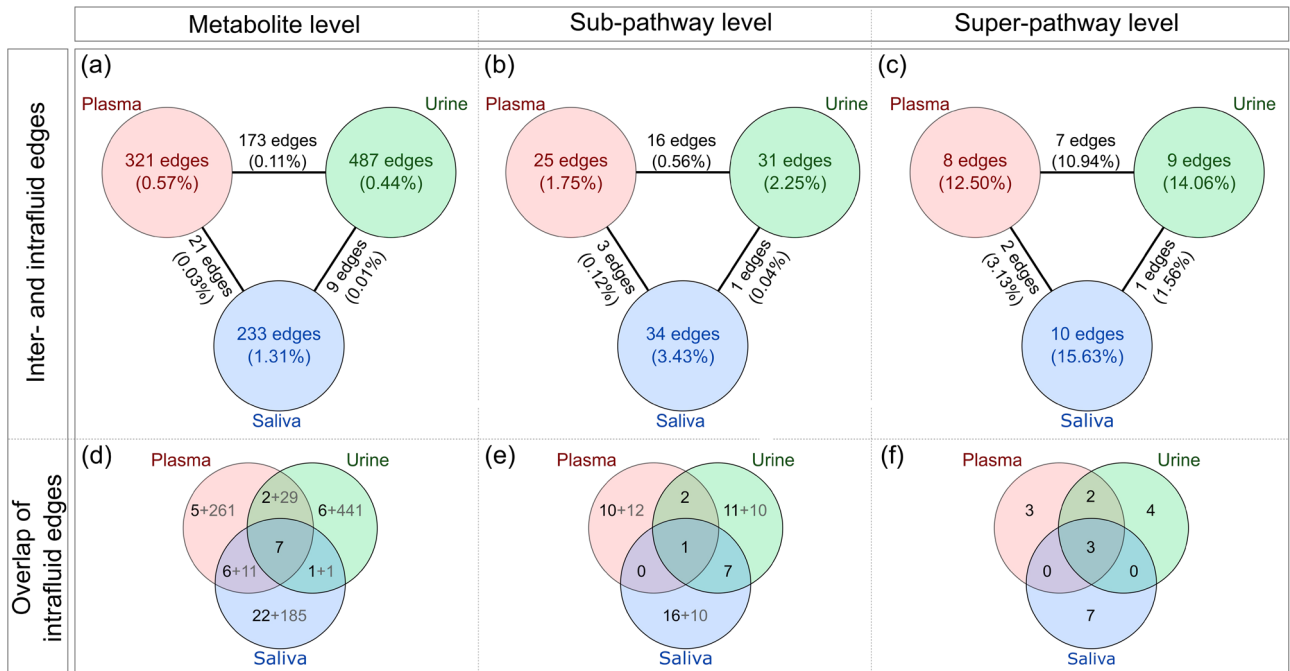 Metabolite level
Sub-pathway level
Super-pathway level
Inter- and intrafluid edges
(a)
Plasma
Urine
321 edges
(0.57%)
173 edges
(0.11%)
487 edges
(0.44%)
21 edges
(0.03%)
9 edges
(0.01%)
233 edges
(1.31%)
Saliva
(b)
Plasma
Urine
25 edges
(1.75%)
16 edges
(0.56%)
31 edges
(2.25%)
3 edges
(0.12%)
1 edges
(0.04%)
34 edges
(3.43%)
Saliva
(c)
Plasma
Urine
8 edges
(12.50%)
7 edges
(10.94%)
9 edges
(14.06%)
2 edges
(3.13%)
1 edges
(1.56%)
10 edges
(15.63%)
Saliva
Overlap of
intrafluid edges
(d)
Plasma
Urine
5+261
2+29
6+441
7
6+11
1+1
22+185
Saliva
(e)
Plasma
Urine
10+12
2
11+10
1
0
7
16+10
Saliva
(f)
Plasma
Urine
3
2
4
3
0
0
7
Saliva